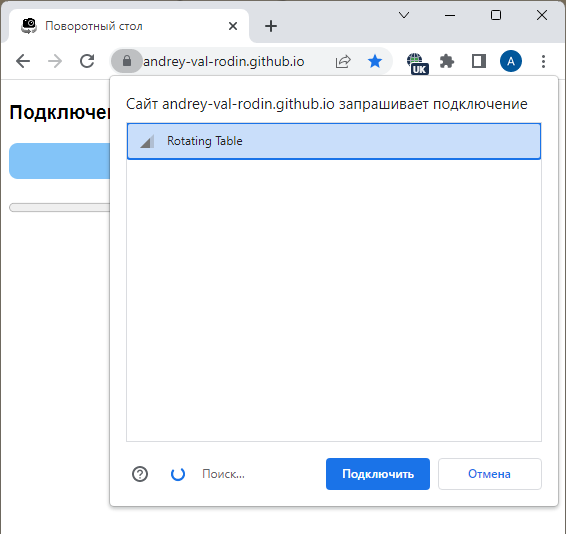 Поворотный стол
andrey-val-rodin.github.io
UK
A
Подключе
Сайт andrey-val-rodin.github.io запрашивает подключение
Rotating Table
Поиск...
Подключить
Отмена